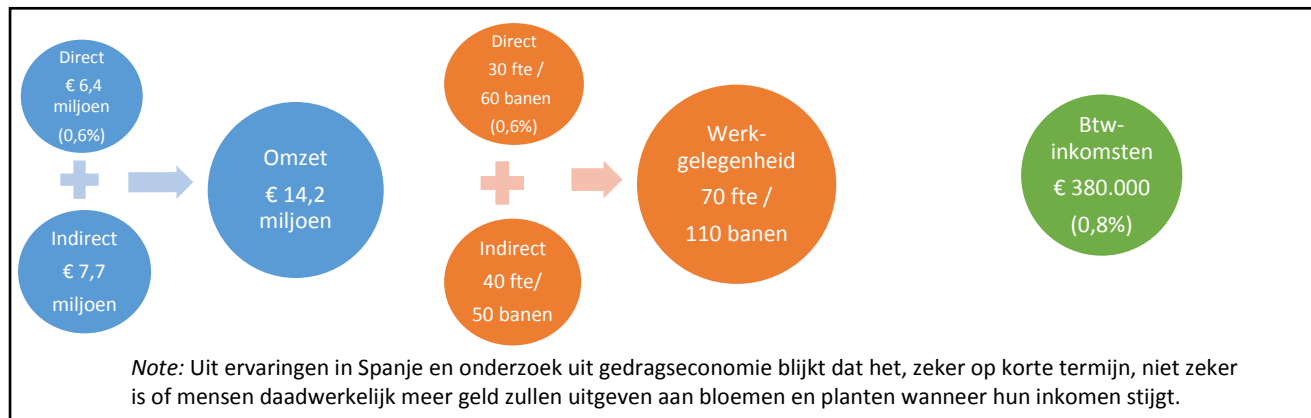 Direct
€ 6,4
miljoen
(0,6%)
Indirect
€ 7,7
miljoen
Omzet
€ 14,2
miljoen
Direct
30 fte /
60 banen
(0,6%)
Indirect
40 fte/
50 banen
Werk-
gelegenheid
70 fte /
110 banen
Btw-
inkomsten
€ 380.000
(0,8%)
Note: Uit ervaringen in Spanje en onderzoek uit gedragseconomie blijkt dat het, zeker op korte termijn, niet zeker
is of mensen daadwerkelijk meer geld zullen uitgeven aan bloemen en planten wanneer hun inkomen stijgt.